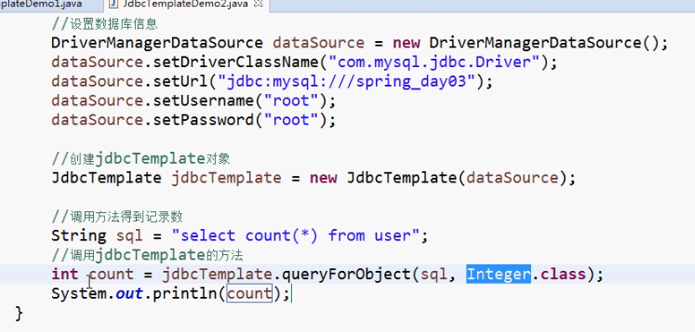 plateDemo1.java JdbcTemplateDemo2.java
//设置数据库信息
DriverManagerDataSource dataSource = new DriverManagerDataSource();
dataSource.setDriverClassName("com.mysql.jdbc.Driver");
dataSource.setUrl("jdbc:mysql:///spring_day03");
dataSource.setUsername("root");
dataSource.setPassword("root");
//创建jdbcTemplate对象
JdbcTemplate jdbcTemplate = new JdbcTemplate(dataSource);
//调用方法得到记录数
String sql = "select count(*) from user";
//调用jdbcTemplate的方法
int count = jdbcTemplate.queryForObject(sql, Integer.class);
System.out.println(count);
}